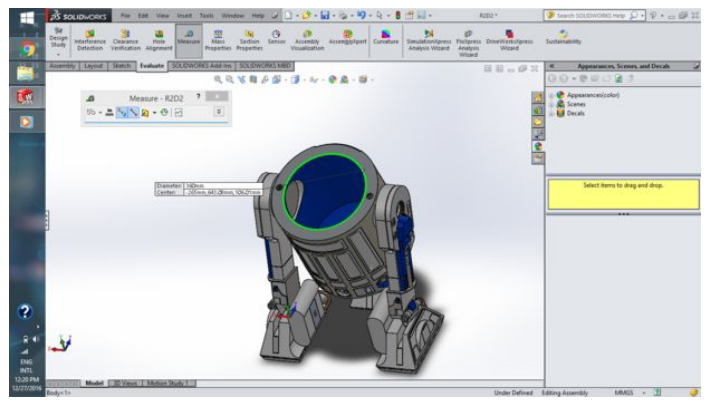 SOLIDWORKS File Edit View Insert Tools Window Help R2D2 * Search SOLIDWORKS Help
Design Study
Interference Detection
Clearance Verification
Hole Alignment
Measure
Mass Properties
Section Properties
Sensor
Assembly Visualization
AssemblyXpert
Curvature
SimulationXpress Analysis Wizard
FloXpress Analysis Wizard
DriveWorksXpress Wizard
Sustainability
Assembly Layout Sketch Evaluate SOLIDWORKS Add-Ins SOLIDWORKS MBD
Appearances, Scenes, and Decals
Measure - R2D2 ?
Appearances(color)
Scenes
Decals
Diameter: 360mm
Select items to drag and drop.
ENG
INTL
12:20 PM
12/27/2016
Model 3D Views Motion Study 1
Body<1> Under Defined Editing Assembly MMGS